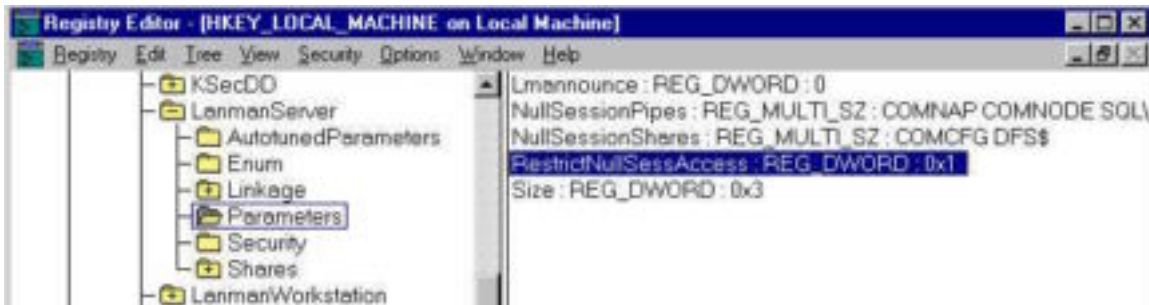 Registry Editor - [HKEY_LOCAL_MACHINE on Local Machine]
Registry Edit Tree View Security Options Window Help
KSecDD
LanmanServer
AutotunedParameters
Enum
Linkage
Parameters
Security
Shares
LanmanWorkstation
Lmannounce : REG_DWORD : 0
NullSessionPipes : REG_MULTI_SZ : COMNAP COMNODE SQL\
NullSessionShares : REG_MULTI_SZ : COMCFG DFS$
RestrictNullSessAccess : REG_DWORD : 0x1
Size : REG_DWORD : 0x3